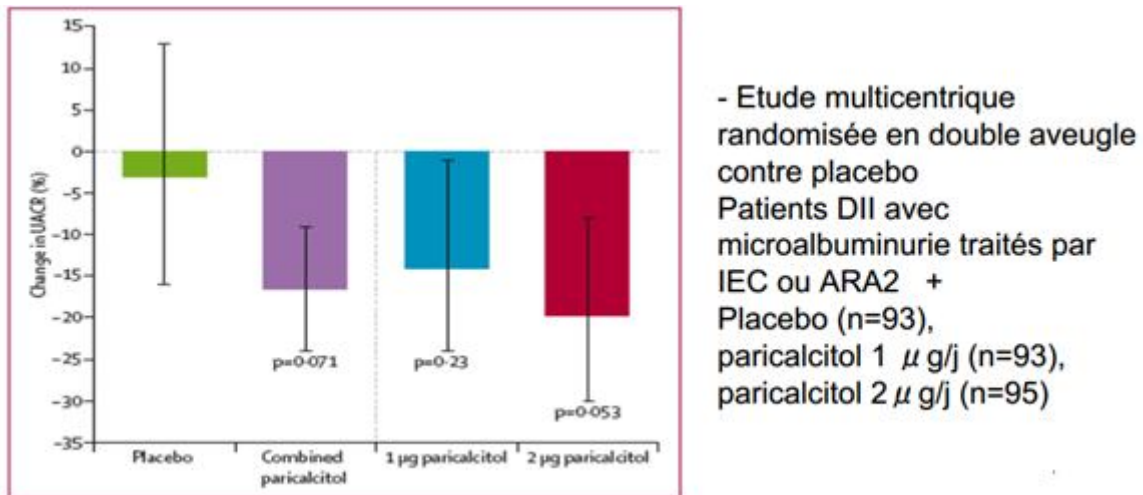 15
10
5
0
−5
−10
−15
−20
−25
−30
−35
Change in UACR (%)
p=0·071
p=0·23
p=0·053
Placebo
Combined
paricalcitol
1 µg paricalcitol
2 µg paricalcitol
- Etude multicentrique
randomisée en double aveugle
contre placebo
Patients DII avec
microalbuminurie traités par
IEC ou ARA2 +
Placebo (n=93),
paricalcitol 1 μ g/j (n=93),
paricalcitol 2 μ g/j (n=95)